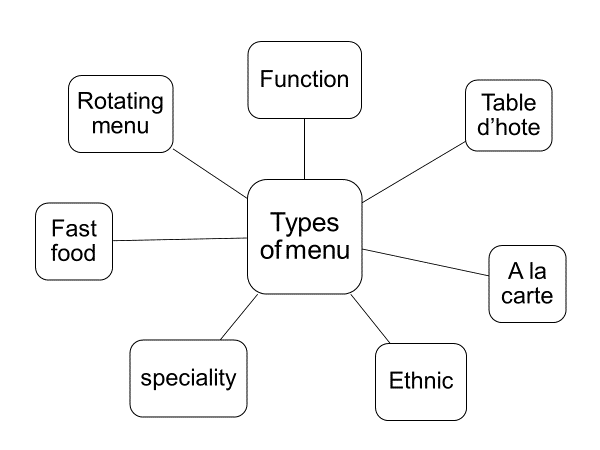 Function
Rotating
menu
Table
d’hote
Types
of menu
Fast
food
A la
carte
speciality
Ethnic